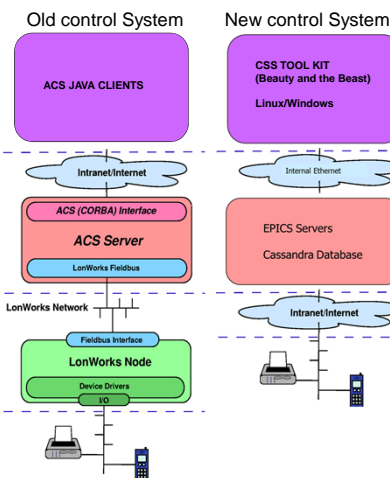 Old control System
ACS JAVA CLIENTS
Intranet/Internet
ACS (CORBA) Interface
ACS Server
LonWorks Fieldbus
LonWorks Network
Fieldbus Interface
LonWorks Node
Device Drivers
I/O
New control System
CSS TOOL KIT
(Beauty and the Beast)
Linux/Windows
Internal Ethernet
EPICS Servers
Cassandra Database
Intranet/Internet